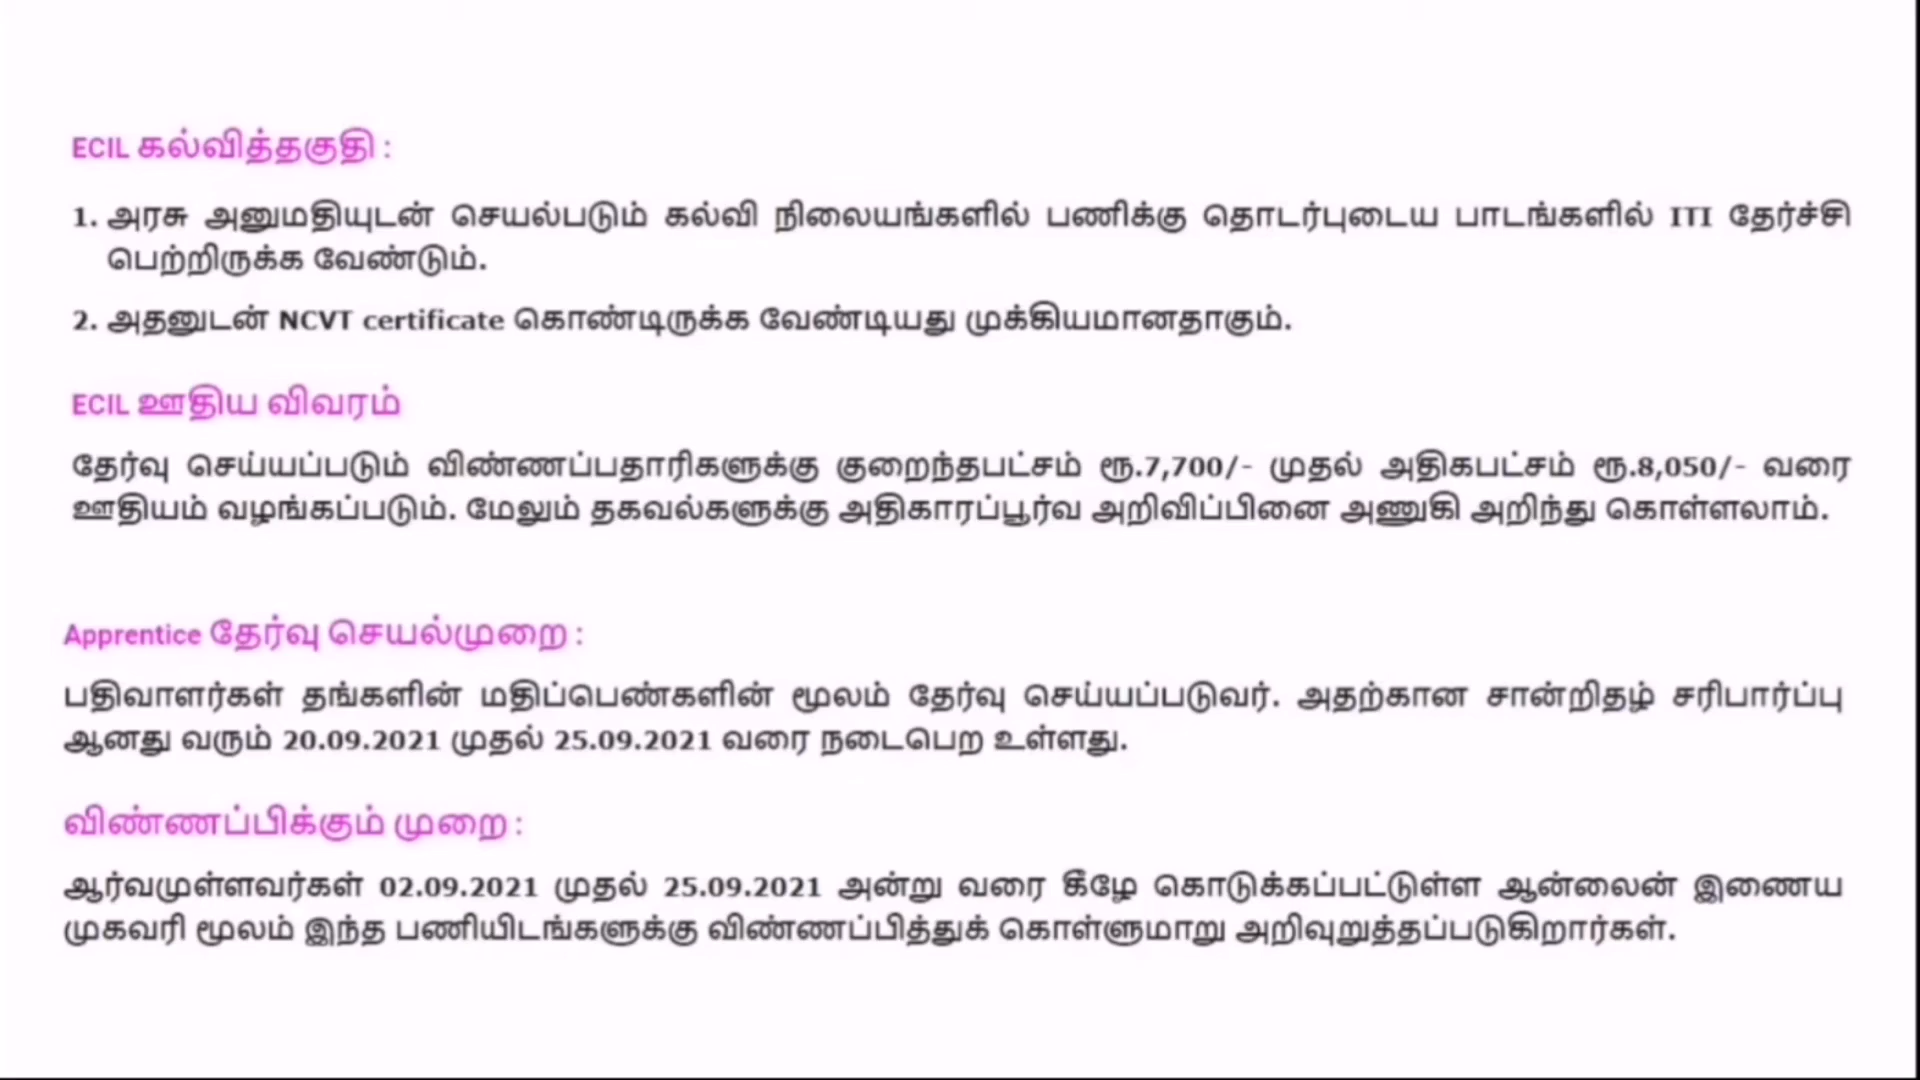 ECIL கல்வித்தகுதி :
1. அரசு அனுமதியுடன் செயல்படும் கல்வி நிலையங்களில் பணிக்கு தொடர்புடைய பாடங்களில் ITI தேர்ச்சி
பெற்றிருக்க வேண்டும்.
2. அதனுடன் NCVT certificate கொண்டிருக்க வேண்டியது முக்கியமானதாகும்.
ECIL ஊதிய விவரம்
தேர்வு செய்யப்படும் விண்ணப்பதாரிகளுக்கு குறைந்தபட்சம் ரூ.7,700/- முதல் அதிகபட்சம் ரூ.8,050/- வரை
ஊதியம் வழங்கப்படும். மேலும் தகவல்களுக்கு அதிகாரப்பூர்வ அறிவிப்பினை அணுகி அறிந்து கொள்ளலாம்.
Apprentice தேர்வு செயல்முறை :
பதிவாளர்கள் தங்களின் மதிப்பெண்களின் மூலம் தேர்வு செய்யப்படுவர். அதற்கான சான்றிதழ் சரிபார்ப்பு
ஆனது வரும் 20.09.2021 முதல் 25.09.2021 வரை நடைபெற உள்ளது.
விண்ணப்பிக்கும் முறை :
ஆர்வமுள்ளவர்கள் 02.09.2021 முதல் 25.09.2021 அன்று வரை கீழே கொடுக்கப்பட்டுள்ள ஆன்லைன் இணைய
முகவரி மூலம் இந்த பணியிடங்களுக்கு விண்ணப்பித்துக் கொள்ளுமாறு அறிவுறுத்தப்படுகிறார்கள்.